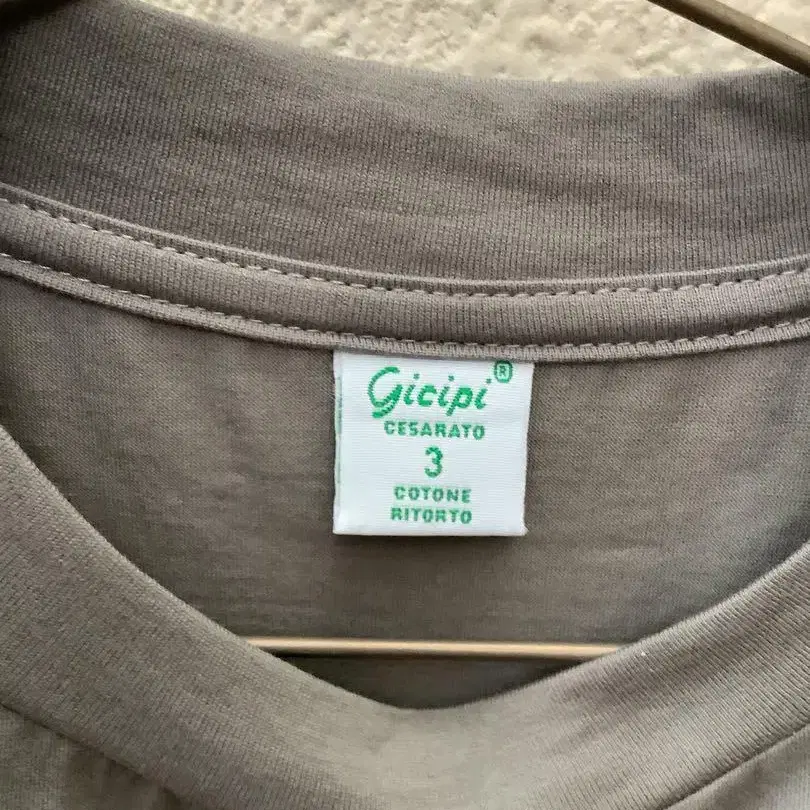 Gicipi®
CESARATO
3
COTONE
RITORTO